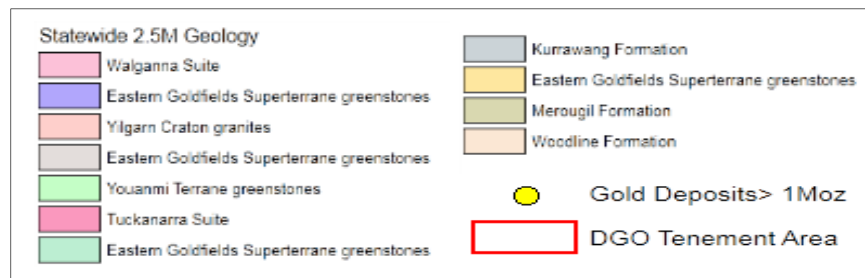 Statewide 2.5M Geology
Walganna Suite
Eastern Goldfields Superterrane greenstones
Yilgarn Craton granites
Eastern Goldfields Superterrane greenstones
Youanmi Terrane greenstones
Tuckanarra Suite
Eastern Goldfields Superterrane greenstones
Kurrawang Formation
Eastern Goldfields Superterrane greenstones
Merougil Formation
Woodline Formation
Gold Deposits> 1Moz
DGO Tenement Area